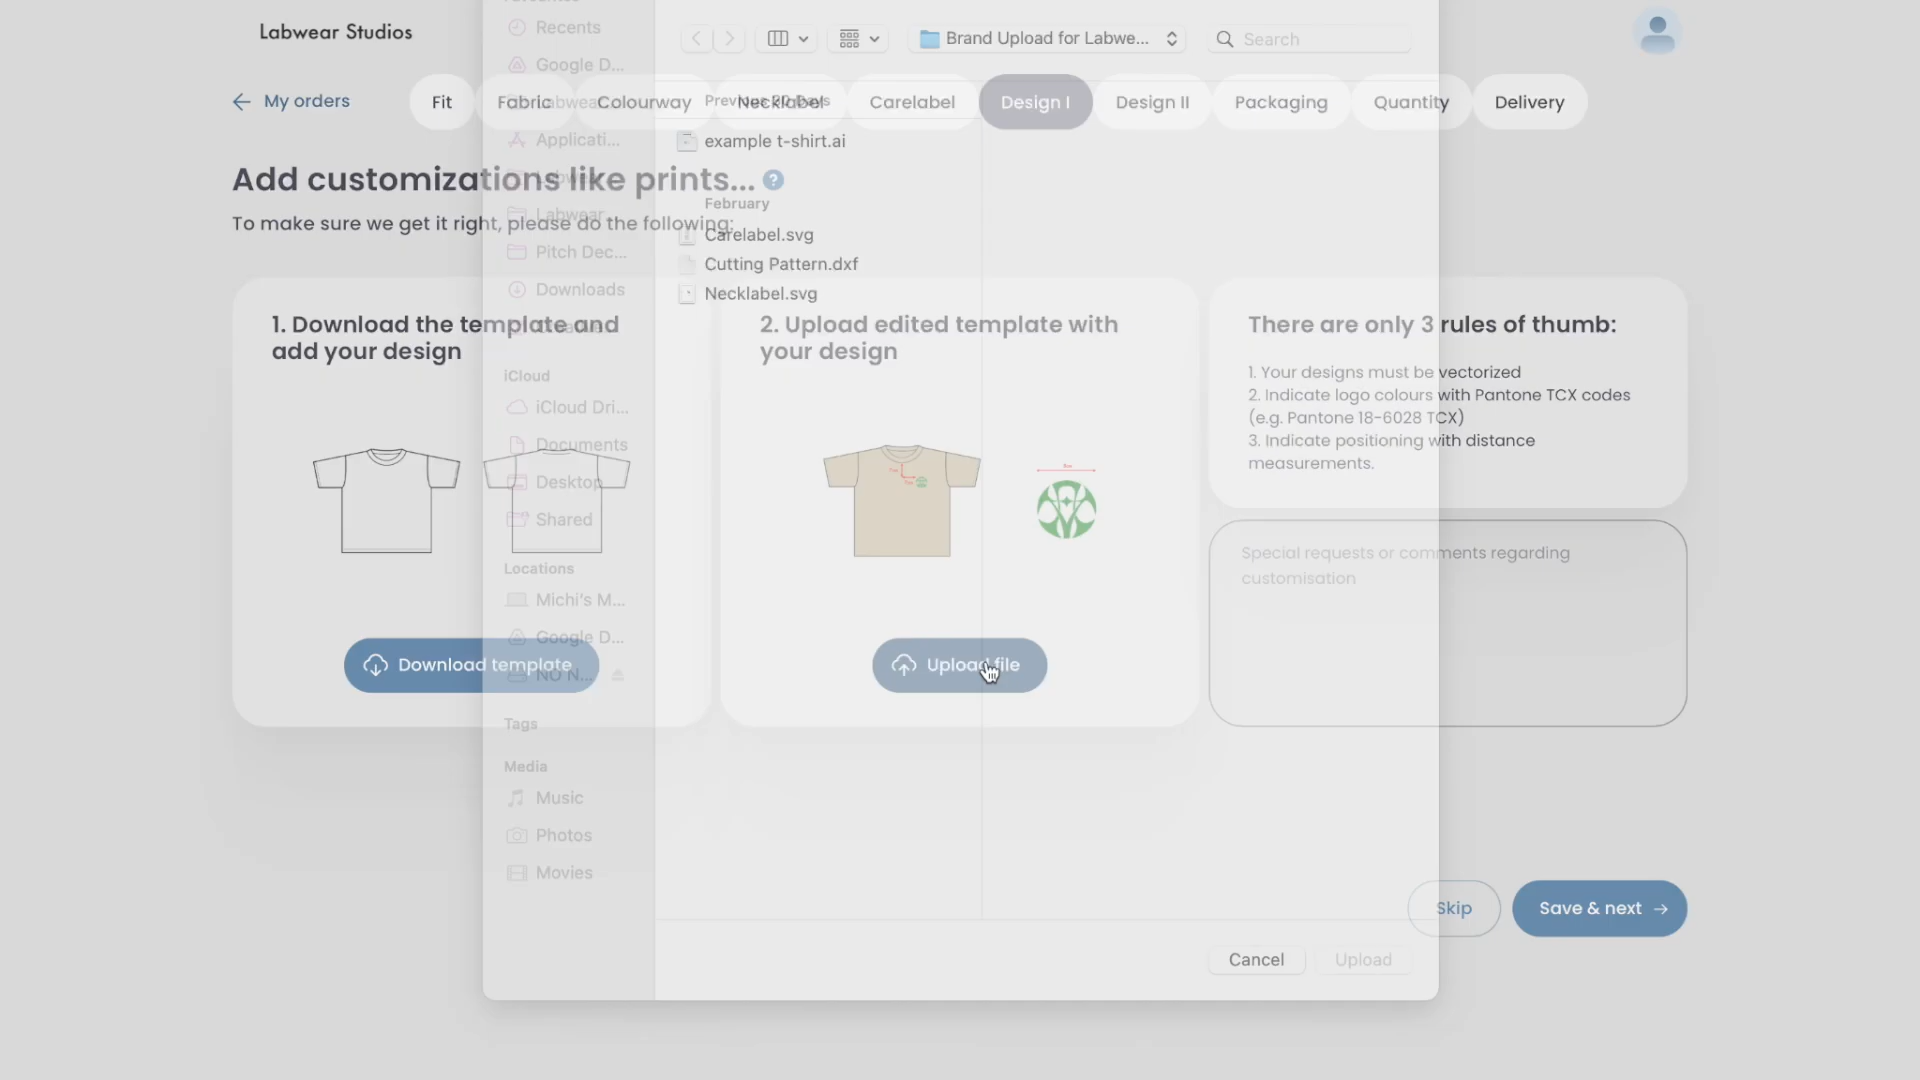 Labwear Studios
My orders
Fit
Fabric
Colourway
Necklabel
Carelabel
Design I
Design II
Packaging
Quantity
Delivery
Add customizations like prints... ?
To make sure we get it right, please do the following:
1. Download the template and
add your design
Download template
2. Upload edited template with
your design
Upload file
There are only 3 rules of thumb:
1. Your designs must be vectorized
2. Indicate logo colours with Pantone TCX codes
(e.g. Pantone 18-6028 TCX)
3. Indicate positioning with distance
measurements.
Special requests or comments regarding
customisation
Skip
Save & next
Recents
Google D...
Applicati...
Labwear...
Pitch Dec...
Downloads
iCloud
iCloud Dri...
Documents
Desktop
Shared
Locations
Michi's M...
Google D...
NO N...
Tags
Media
Music
Photos
Movies
Brand Upload for Labwe...
Search
Previous 30 Days
example t-shirt.ai
February
Carelabel.svg
Cutting Pattern.dxf
Necklabel.svg
Cancel
Upload